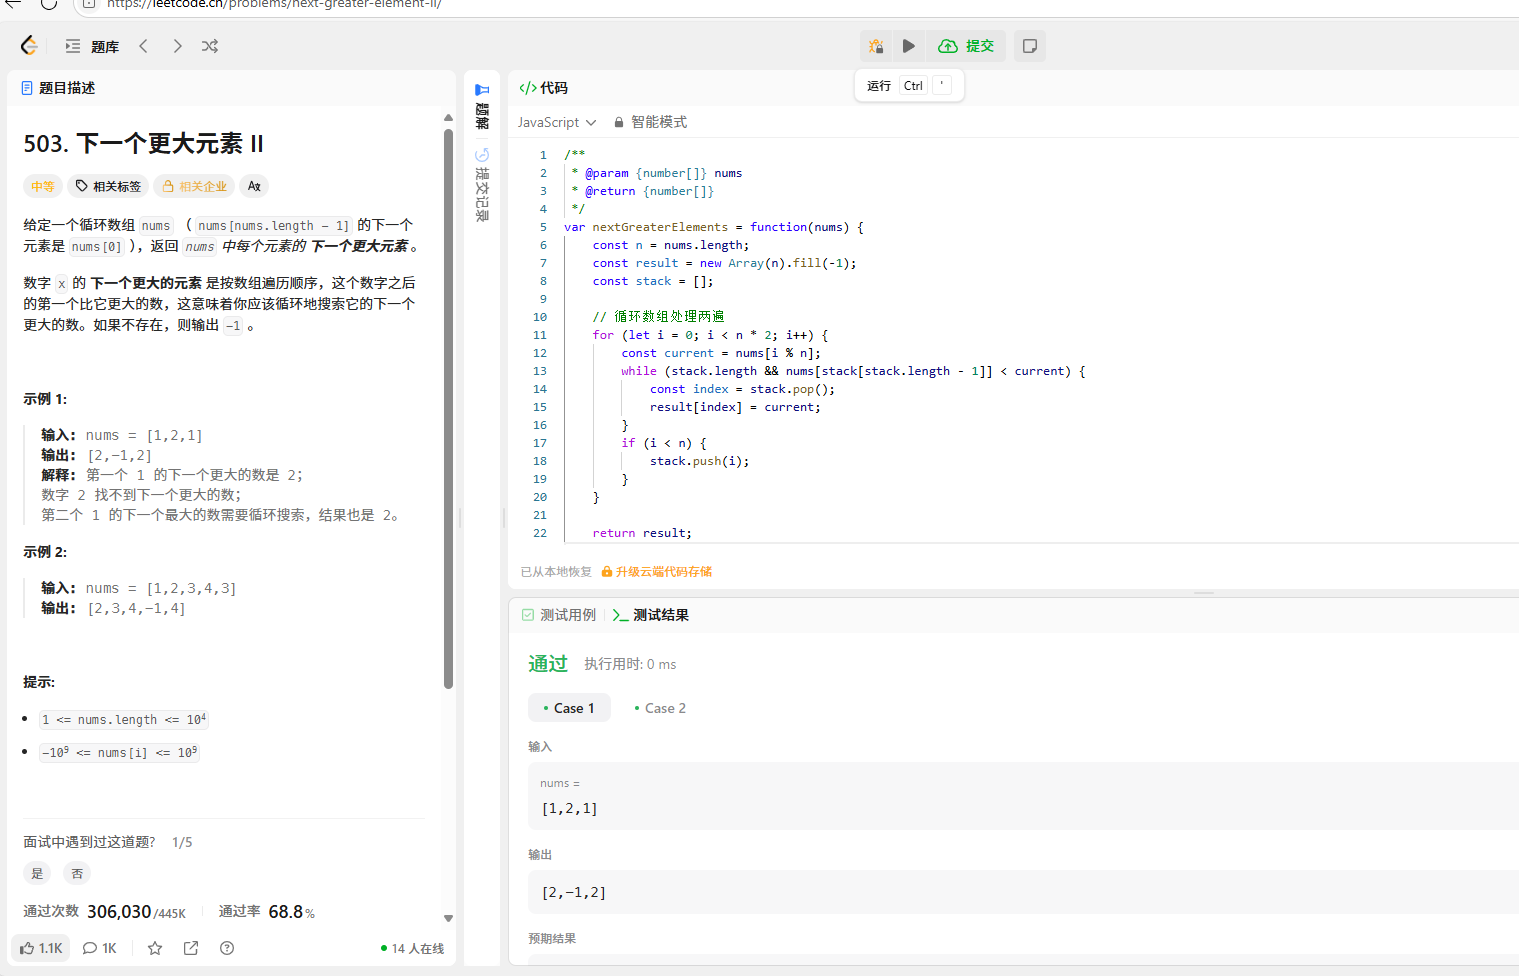 https://leetcode.cn/problems/next-greater-element-ii/
题库
提交
运行 Ctrl '
题目描述
503. 下一个更大元素 II
中等 相关标签 相关企业 Aあ
给定一个循环数组 nums （ nums[nums.length - 1] 的下一个
元素是 nums[0] ），返回 nums 中每个元素的 下一个更大元素 。
数字 x 的 下一个更大的元素 是按数组遍历顺序，这个数字之后
的第一个比它更大的数，这意味着你应该循环地搜索它的下一个
更大的数。如果不存在，则输出 -1 。
示例 1:
输入: nums = [1,2,1]
输出: [2,-1,2]
解释: 第一个 1 的下一个更大的数是 2；
数字 2 找不到下一个更大的数；
第二个 1 的下一个最大的数需要循环搜索，结果也是 2。
示例 2:
输入: nums = [1,2,3,4,3]
输出: [2,3,4,-1,4]
提示:
1 <= nums.length <= 10⁴
-10⁹ <= nums[i] <= 10⁹
面试中遇到过这道题? 1/5
是 否
通过次数 306,030/445K 通过率 68.8%
1.1K 1K 14 人在线
题解
提交记录
</> 代码
JavaScript 智能模式
1 /**
2  * @param {number[]} nums
3  * @return {number[]}
4  */
5 var nextGreaterElements = function(nums) {
6     const n = nums.length;
7     const result = new Array(n).fill(-1);
8     const stack = [];
9
10     // 循环数组处理两遍
11     for (let i = 0; i < n * 2; i++) {
12         const current = nums[i % n];
13         while (stack.length && nums[stack[stack.length - 1]] < current) {
14             const index = stack.pop();
15             result[index] = current;
16         }
17         if (i < n) {
18             stack.push(i);
19         }
20     }
21
22     return result;
已从本地恢复 升级云端代码存储
测试用例 测试结果
通过 执行用时: 0 ms
Case 1 Case 2
输入
nums =
[1,2,1]
输出
[2,-1,2]
预期结果